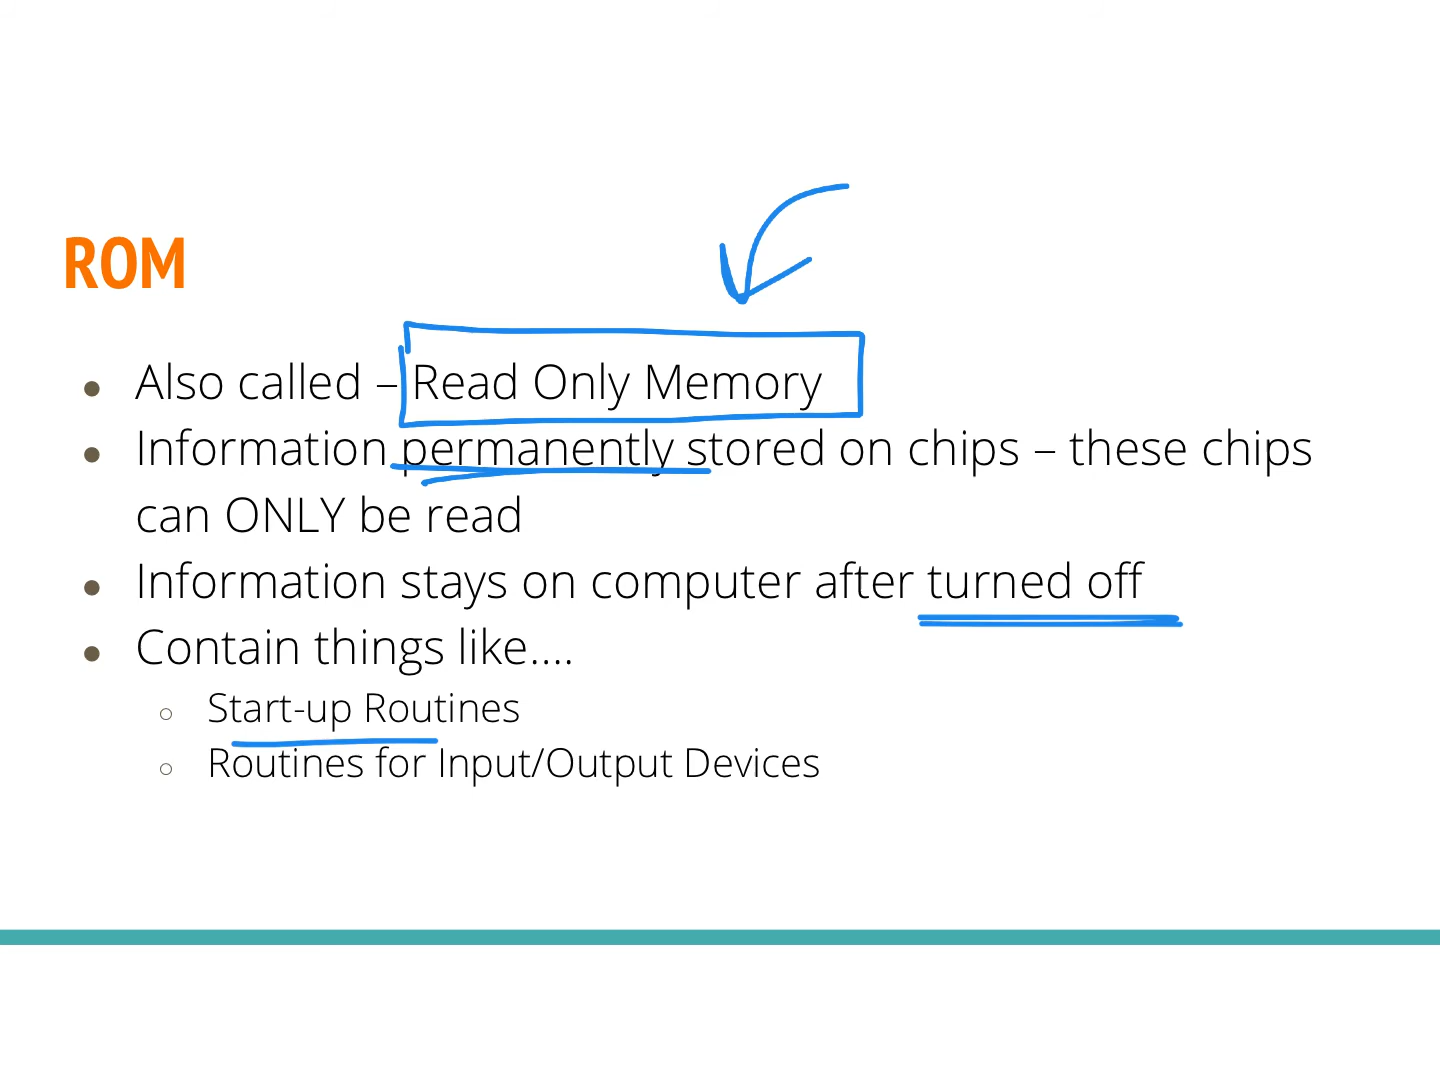 ROM
● Also called – Read Only Memory
● Information permanently stored on chips – these chips
can ONLY be read
● Information stays on computer after turned off
● Contain things like....
○ Start-up Routines
○ Routines for Input/Output Devices